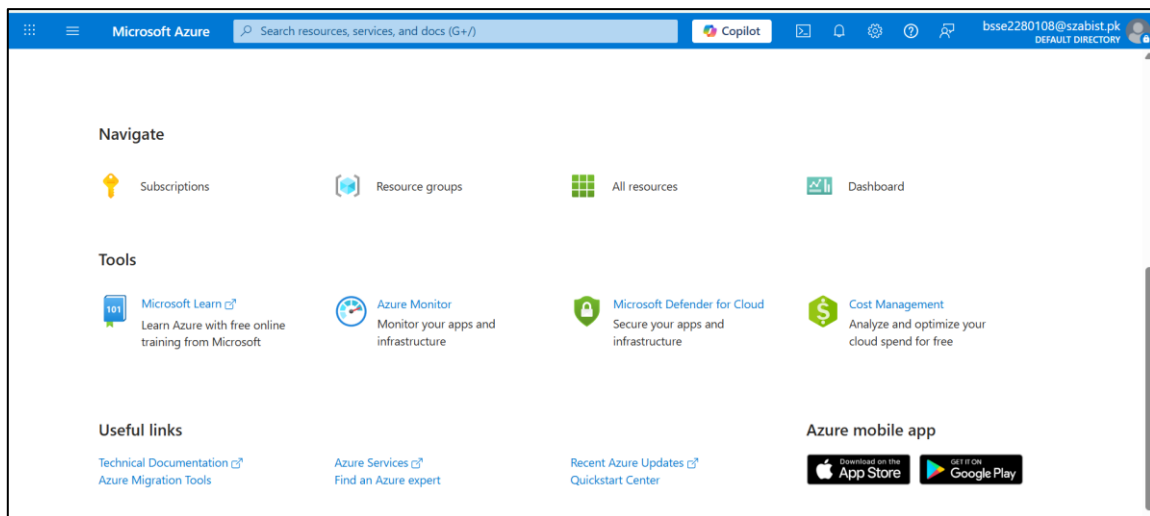 Microsoft Azure
Search resources, services, and docs (G+/)
Copilot
bsse2280108@szabist.pk
DEFAULT DIRECTORY
Navigate
Subscriptions
Resource groups
All resources
Dashboard
Tools
101
Microsoft Learn
Learn Azure with free online
training from Microsoft
Azure Monitor
Monitor your apps and
infrastructure
Microsoft Defender for Cloud
Secure your apps and
infrastructure
Cost Management
Analyze and optimize your
cloud spend for free
Useful links
Technical Documentation
Azure Migration Tools
Azure Services
Find an Azure expert
Recent Azure Updates
Quickstart Center
Azure mobile app
Download on the
App Store
GET IT ON
Google Play